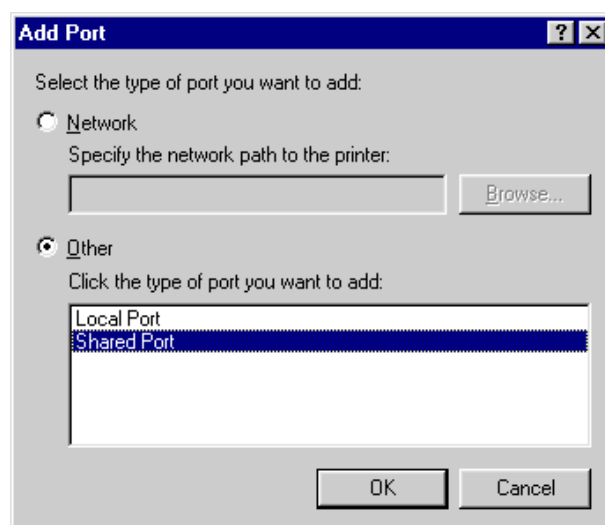 Add Port
Select the type of port you want to add:
Network
Specify the network path to the printer:
Browse...
Other
Click the type of port you want to add:
Local Port
Shared Port
OK Cancel